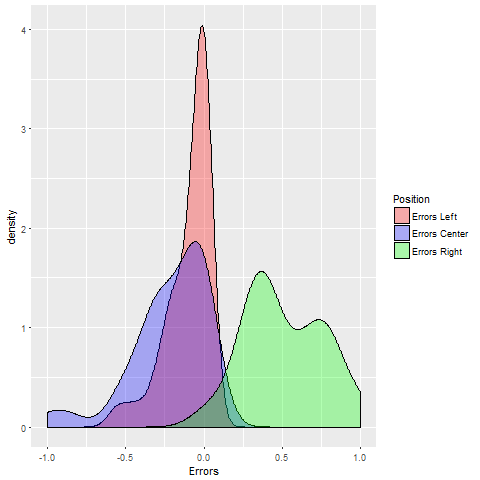 4
3
2
1
0
density
-1.0 -0.5 0.0 0.5 1.0
Errors
Position
Errors Left
Errors Center
Errors Right